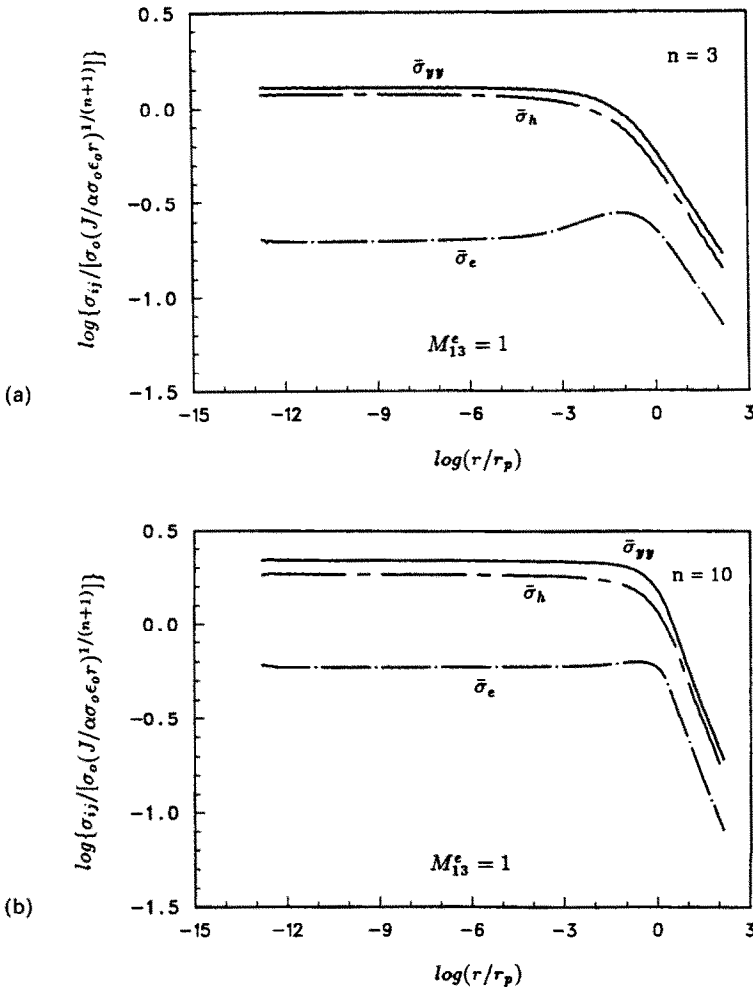 (a)
log{σij/[σo(J/ασoϵor)^1/(n+1)]}
0.5
0.0
−0.5
−1.0
−1.5
n = 3
σ̄yy
σ̄h
σ̄e
M^e_13 = 1
−15 −12 −9 −6 −3 0 3
log(r/rp)
(b)
log{σij/[σo(J/ασoϵor)^1/(n+1)]}
0.5
0.0
−0.5
−1.0
−1.5
σ̄yy
n = 10
σ̄h
σ̄e
M^e_13 = 1
−15 −12 −9 −6 −3 0 3
log(r/rp)